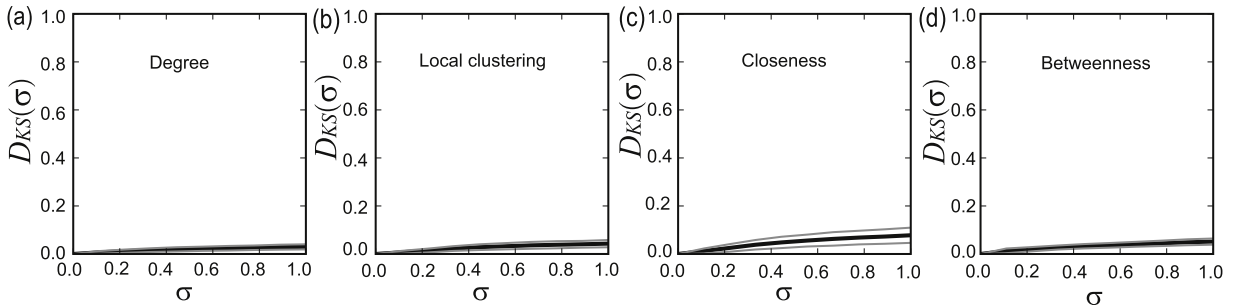 (a) (b) (c) (d)
1.0 1.0 1.0 1.0
Degree Local clustering Closeness Betweenness
0.8 0.8 0.8 0.8
D_KS(σ) D_KS(σ) D_KS(σ) D_KS(σ)
0.6 0.6 0.6 0.6
0.4 0.4 0.4 0.4
0.2 0.2 0.2 0.2
0.0 0.0 0.0 0.0
0.0 0.2 0.4 0.6 0.8 1.0 0.0 0.2 0.4 0.6 0.8 1.0 0.0 0.2 0.4 0.6 0.8 1.0 0.0 0.2 0.4 0.6 0.8 1.0
σ σ σ σ